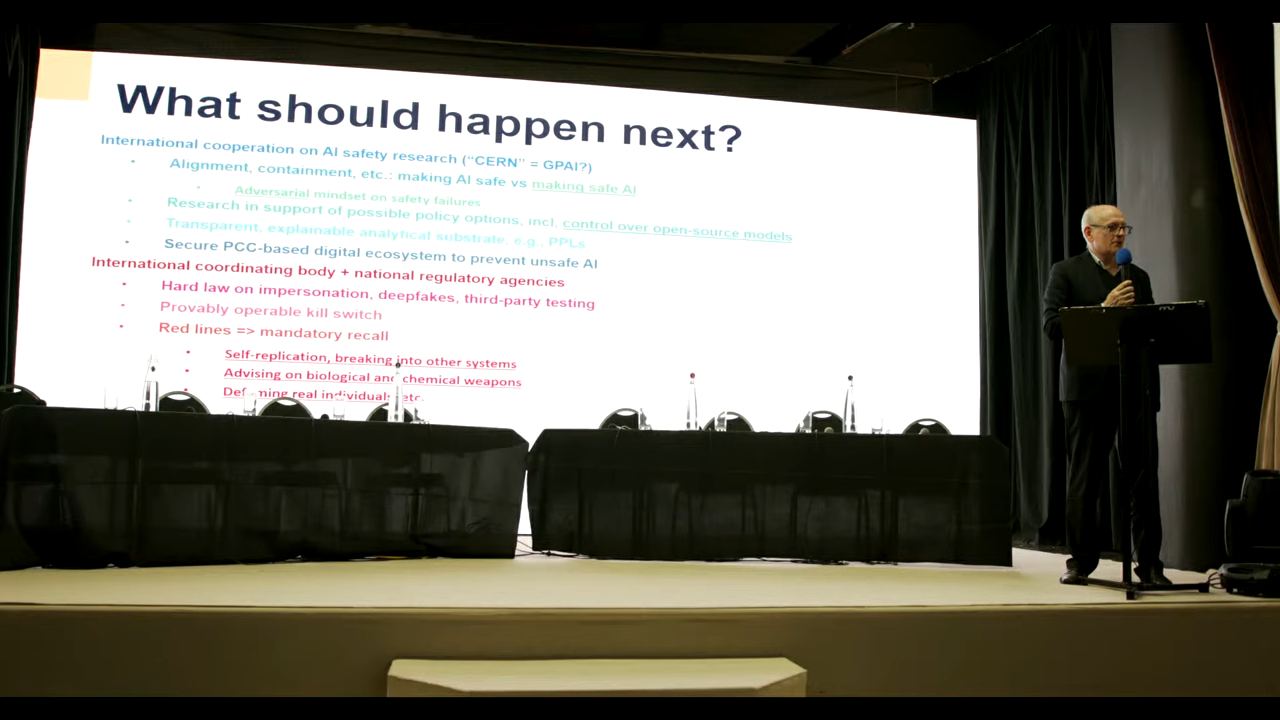 What should happen next?
International cooperation on AI safety research (“CERN” = GPAI?)
• Alignment, containment, etc.: making AI safe vs making safe AI
• Adversarial mindset on safety failures
• Research in support of possible policy options, incl, control over open-source models
• Transparent, explainable analytical substrate, e.g., PPLs
• Secure PCC-based digital ecosystem to prevent unsafe AI
International coordinating body + national regulatory agencies
• Hard law on impersonation, deepfakes, third-party testing
• Provably operable kill switch
• Red lines => mandatory recall
• Self-replication, breaking into other systems
• Advising on biological and chemical weapons
• Defaming real individuals, etc.